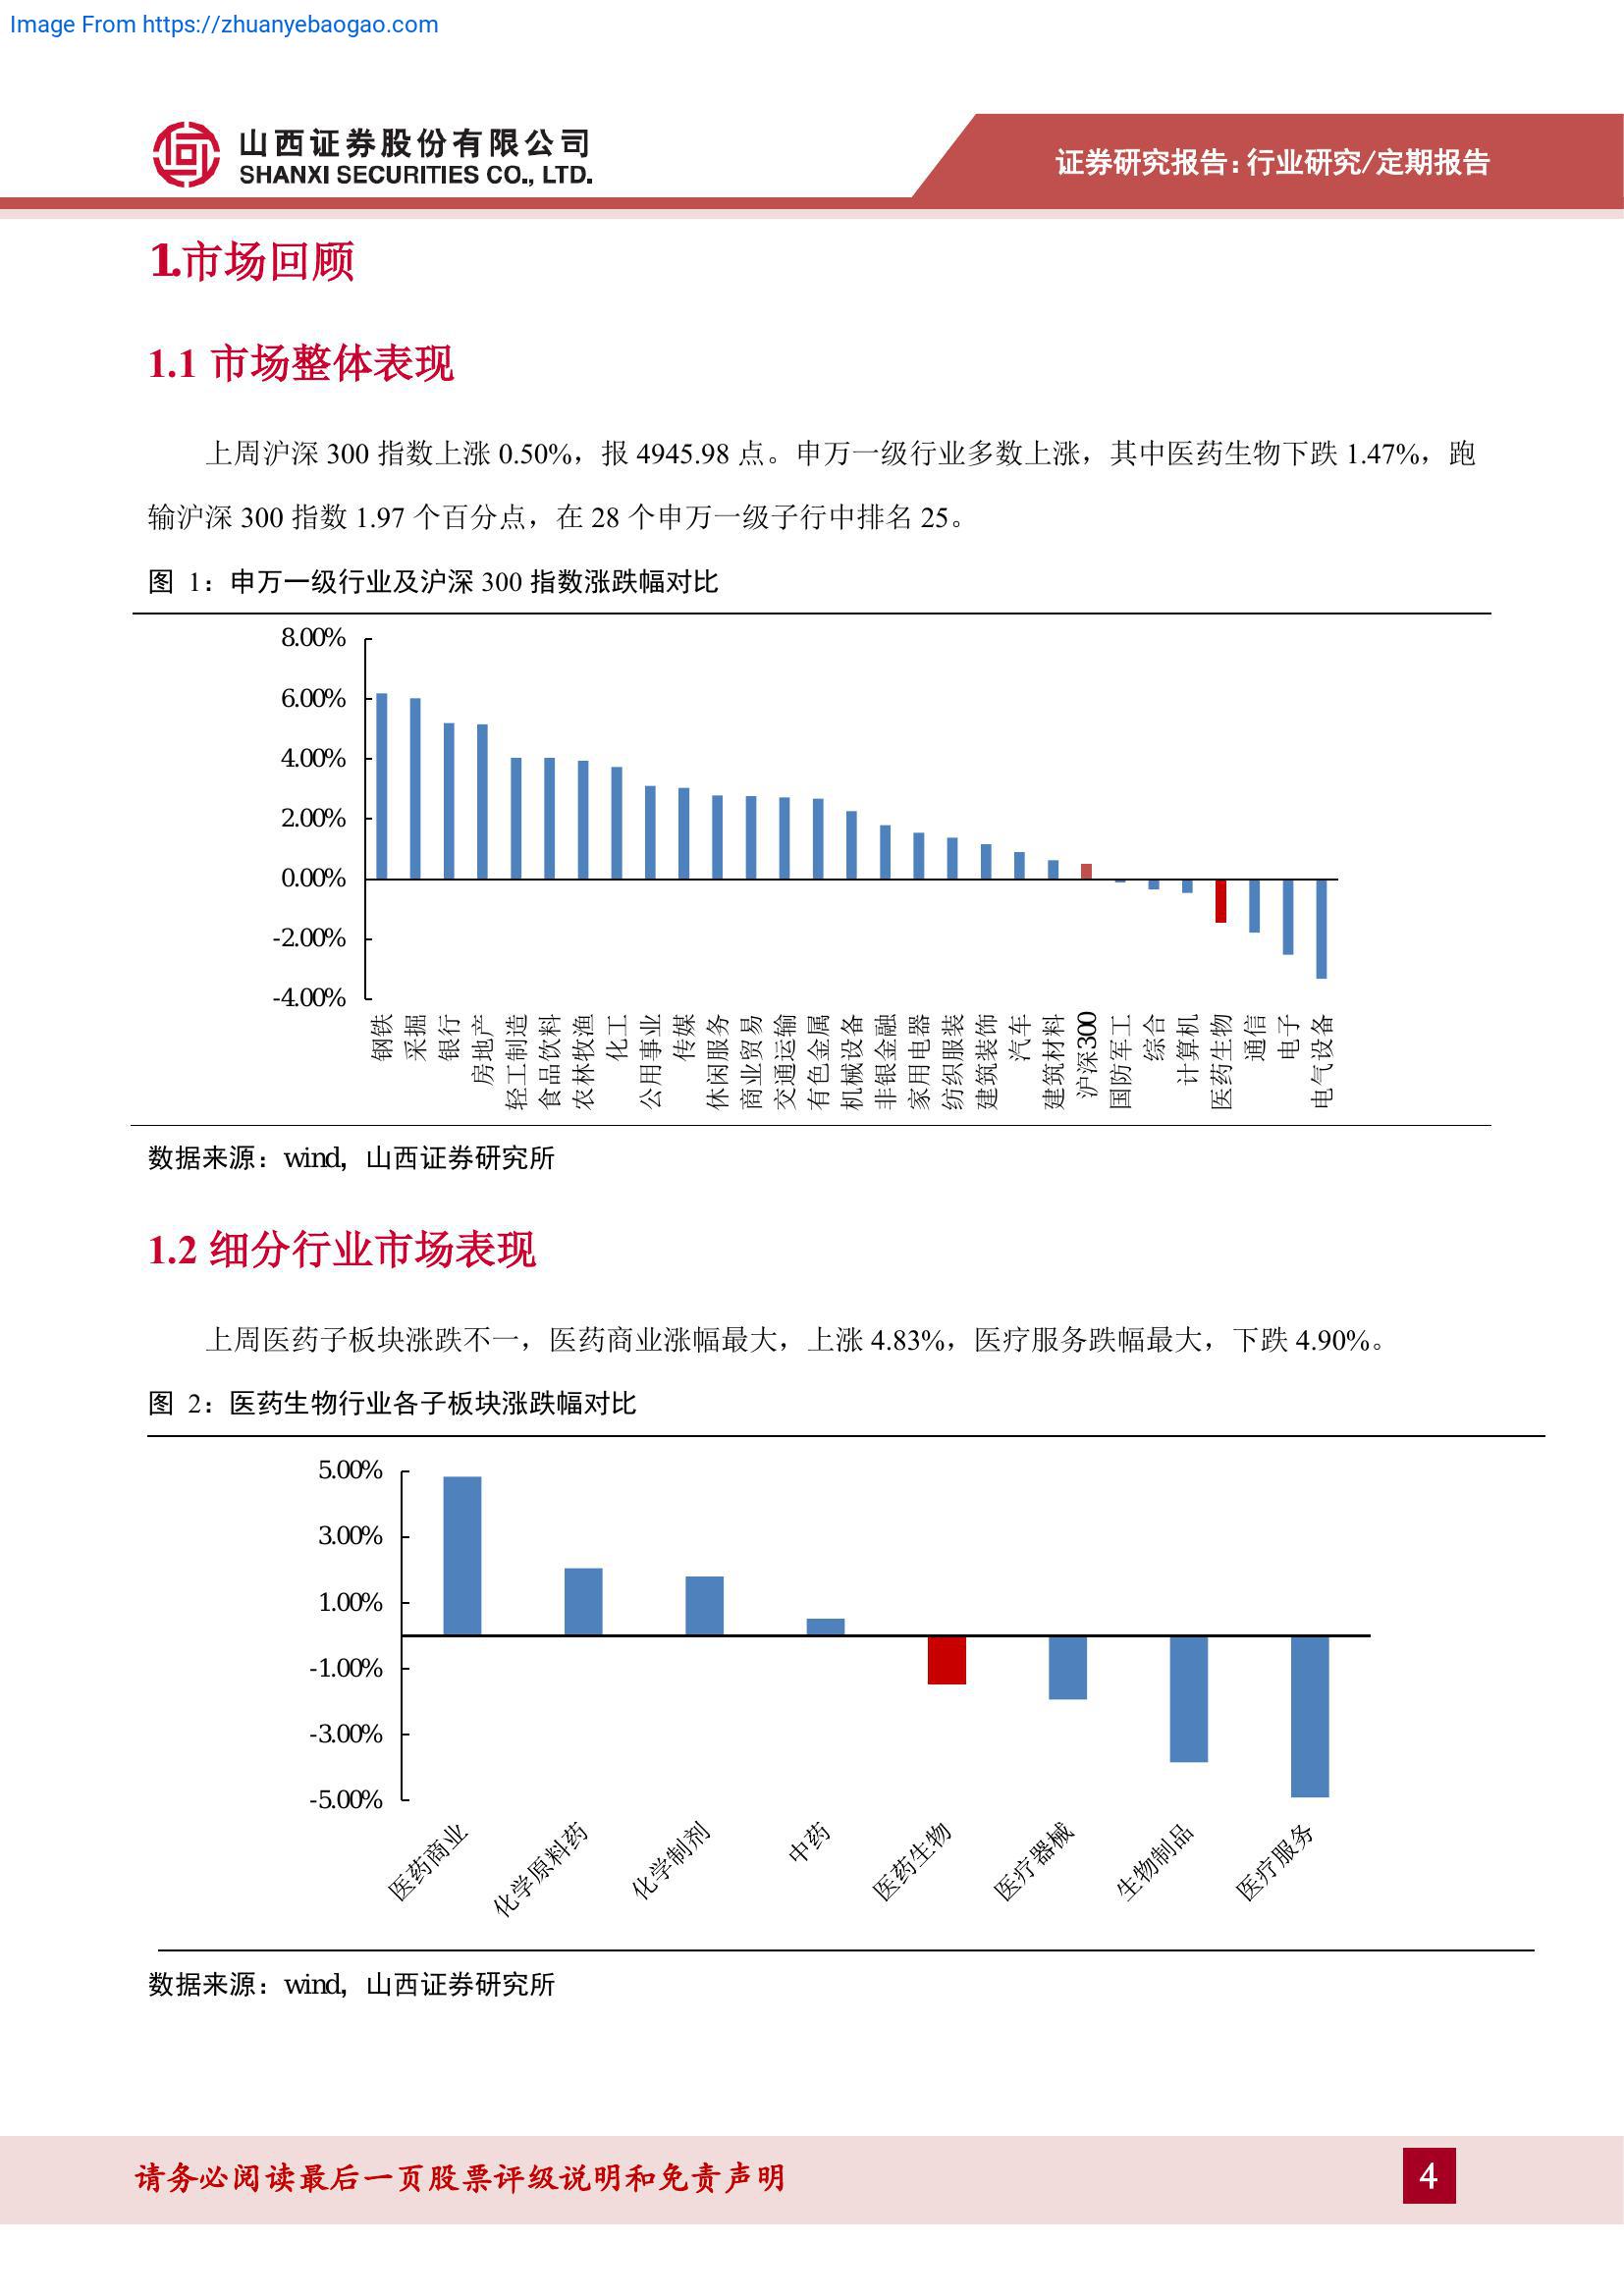 Image From https://zhuanyebaogao.com
山西证券股份有限公司
SHANXI SECURITIES CO., LTD.
证券研究报告:行业研究/定期报告
1.市场回顾
1.1 市场整体表现
上周沪深 300 指数上涨 0.50%，报 4945.98 点。申万一级行业多数上涨，其中医药生物下跌 1.47%，跑
输沪深 300 指数 1.97 个百分点，在 28 个申万一级子行中排名 25。
图 1：申万一级行业及沪深 300 指数涨跌幅对比
8.00%
6.00%
4.00%
2.00%
0.00%
-2.00%
-4.00%
钢铁
采掘
银行
房地产
轻工制造
食品饮料
农林牧渔
化工
公用事业
传媒
休闲服务
商业贸易
交通运输
有色金属
机械设备
非银金融
家用电器
纺织服装
建筑装饰
汽车
建筑材料
沪深300
国防军工
综合
计算机
医药生物
通信
电子
电气设备
数据来源：wind，山西证券研究所
1.2 细分行业市场表现
上周医药子板块涨跌不一，医药商业涨幅最大，上涨 4.83%，医疗服务跌幅最大，下跌 4.90%。
图 2：医药生物行业各子板块涨跌幅对比
5.00%
3.00%
1.00%
-1.00%
-3.00%
-5.00%
医药商业
化学原料药
化学制剂
中药
医药生物
医疗器械
生物制品
医疗服务
数据来源：wind，山西证券研究所
请务必阅读最后一页股票评级说明和免责声明
4